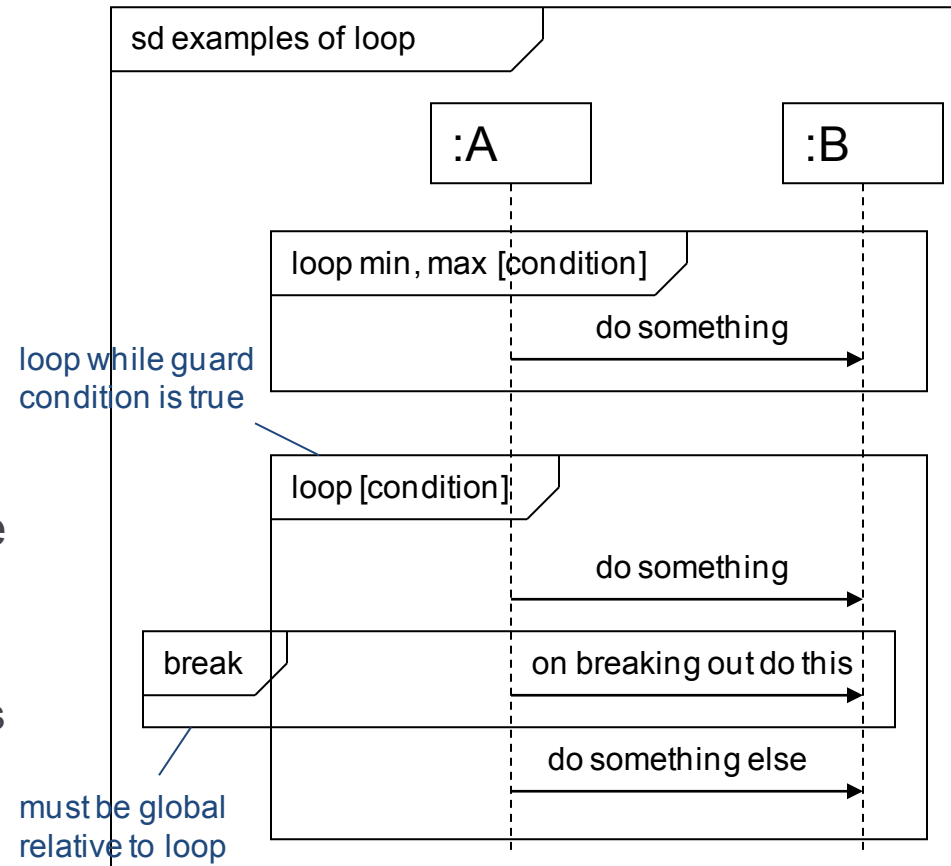 sd examples of loop
:A
:B
loop min, max [condition]
do something
loop while guard
condition is true
loop [condition]
e
do something
break
on breaking out do this
s
do something else
must be global
relative to loop